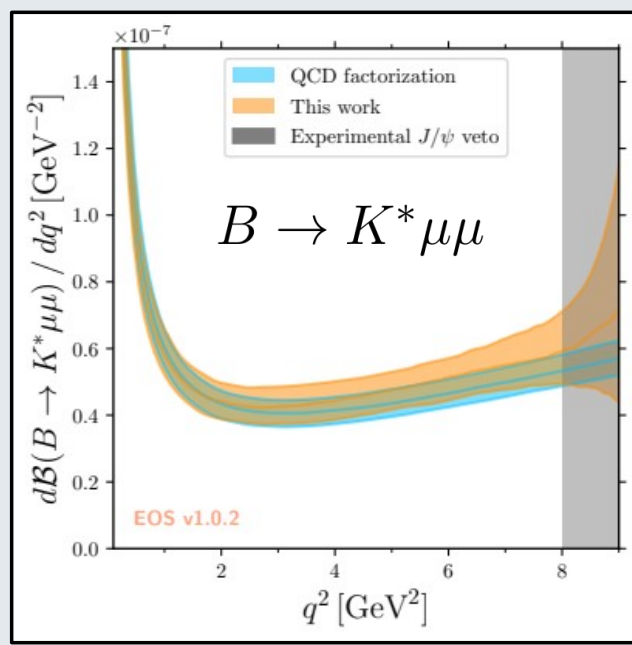 ×10⁻⁷
QCD factorization
This work
Experimental J/ψ veto
B → K*μμ
dB(B → K*μμ) / dq² [GeV⁻²]
1.4
1.2
1.0
0.8
0.6
0.4
0.2
0.0
EOS v1.0.2
2
4
6
8
q² [GeV²]